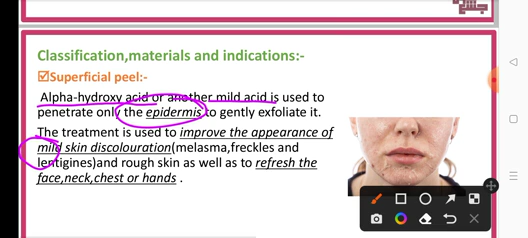 Classification,materials and indications:-
☑Superficial peel:-
Alpha-hydroxy acid or another mild acid is used to
penetrate only the epidermis to gently exfoliate it.
The treatment is used to improve the appearance of
mild skin discolouration(melasma,freckles and
lentigines)and rough skin as well as to refresh the
face,neck,chest or hands .